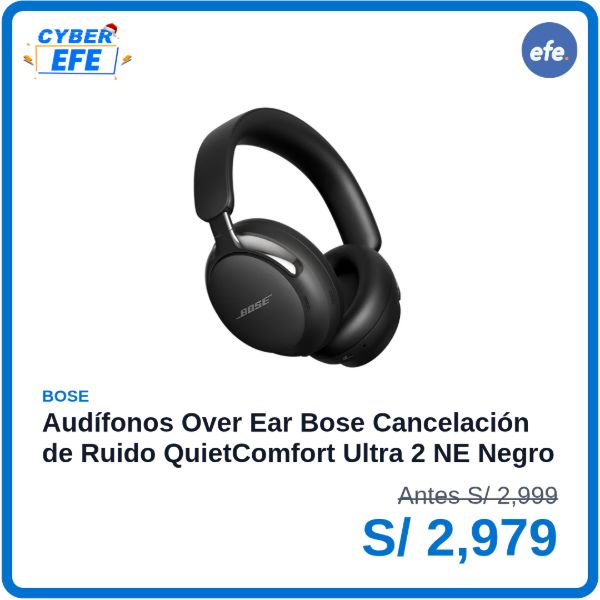 CYBER
EFE
efe.
BOSE
BOSE
Audífonos Over Ear Bose Cancelación
de Ruido QuietComfort Ultra 2 NE Negro
Antes S/ 2,999
S/ 2,979